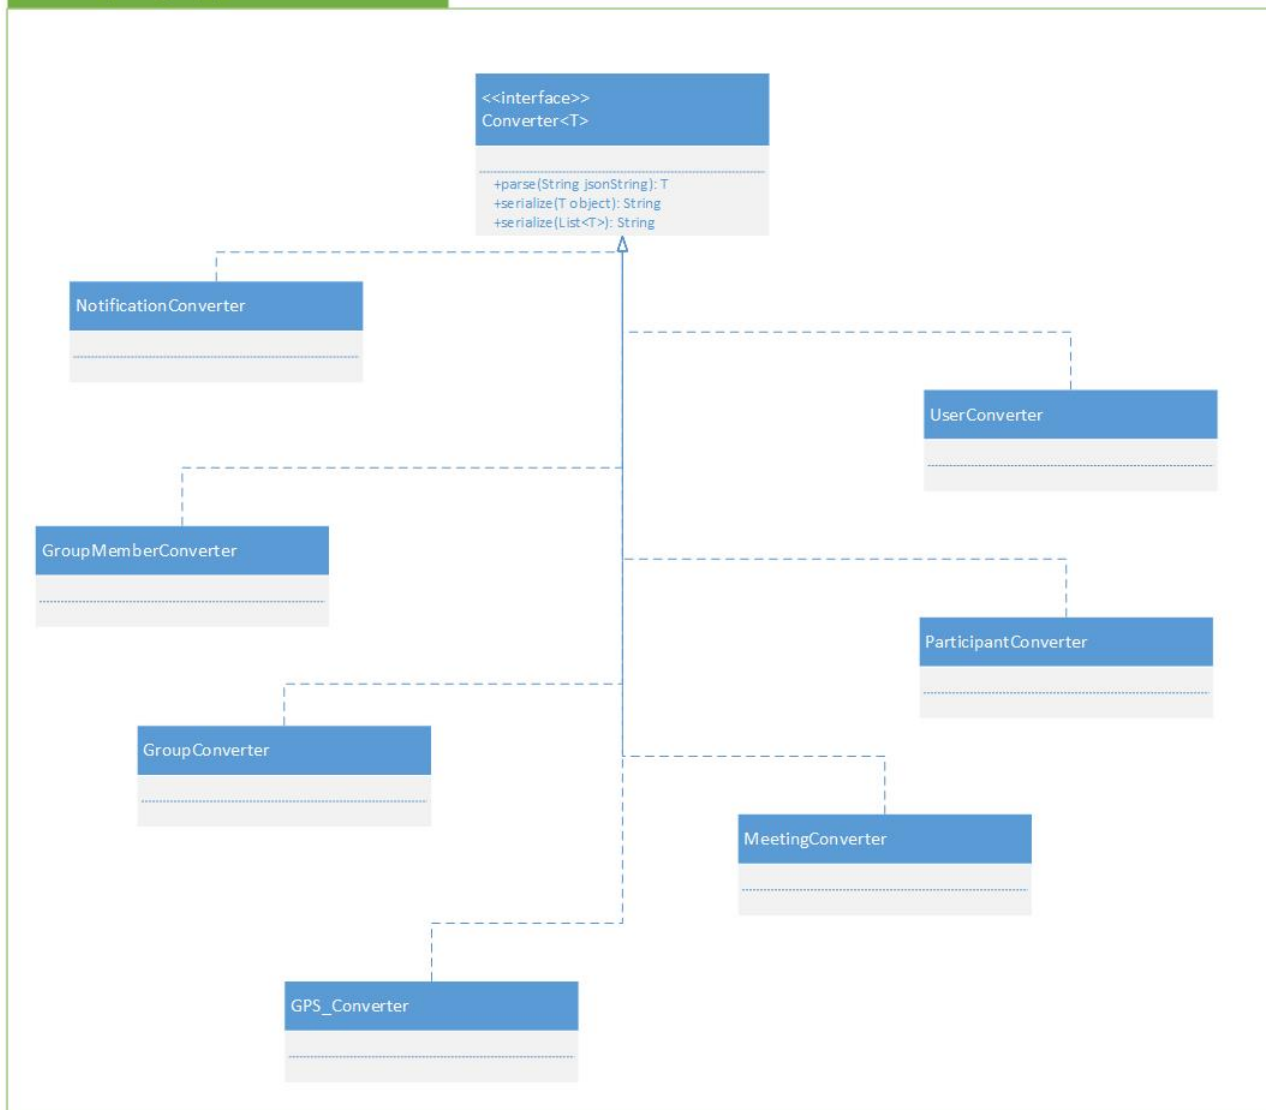 <<interface>>
Converter<T>
+parse(String jsonString): T
+serialize(T object): String
+serialize(List<T>): String
NotificationConverter
UserConverter
GroupMemberConverter
ParticipantConverter
GroupConverter
MeetingConverter
GPS_Converter